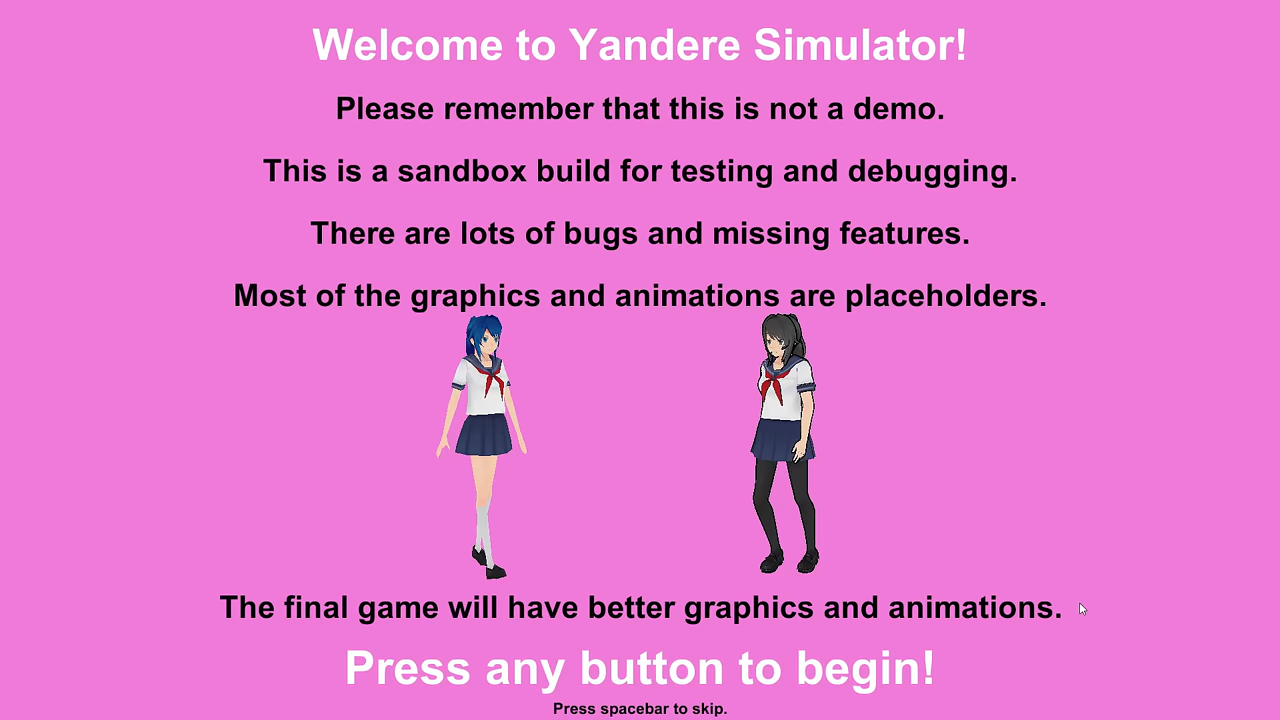 Welcome to Yandere Simulator!
Please remember that this is not a demo.
This is a sandbox build for testing and debugging.
There are lots of bugs and missing features.
Most of the graphics and animations are placeholders.
The final game will have better graphics and animations.
Press any button to begin!
Press spacebar to skip.